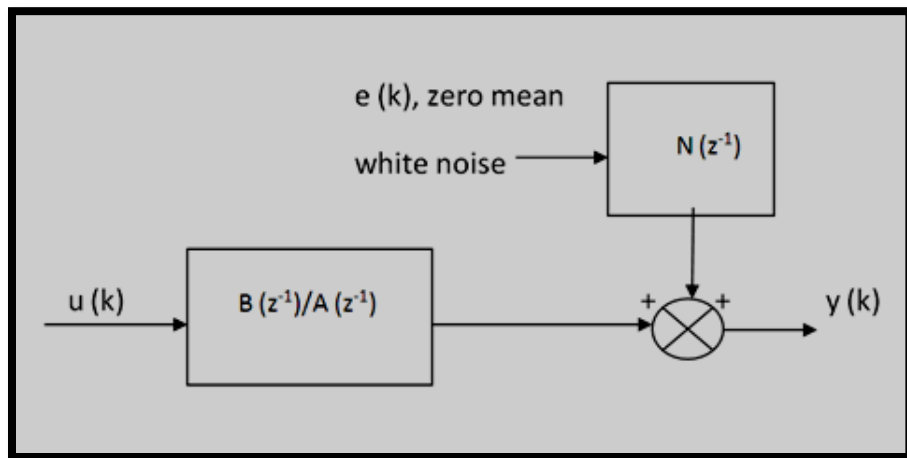 e (k), zero mean
white noise
N (z⁻¹)
u (k)
B (z⁻¹)/A (z⁻¹)
+ +
y (k)